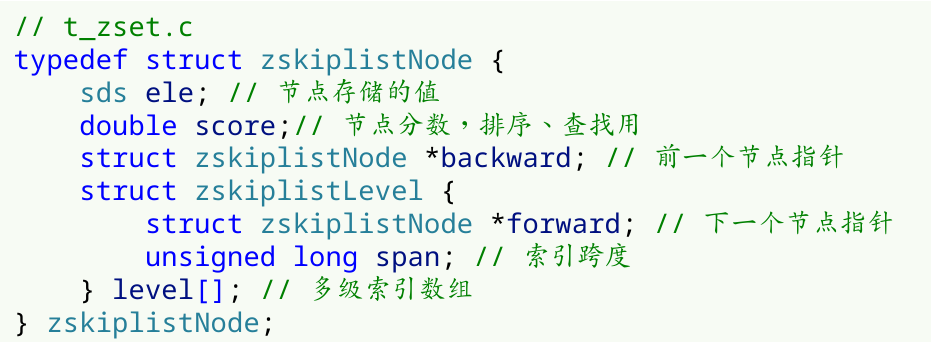 // t_zset.c
typedef struct zskiplistNode {
    sds ele; // 节点存储的值
    double score;// 节点分数，排序、查找用
    struct zskiplistNode *backward; // 前一个节点指针
    struct zskiplistLevel {
        struct zskiplistNode *forward; // 下一个节点指针
        unsigned long span; // 索引跨度
    } level[]; // 多级索引数组
} zskiplistNode;